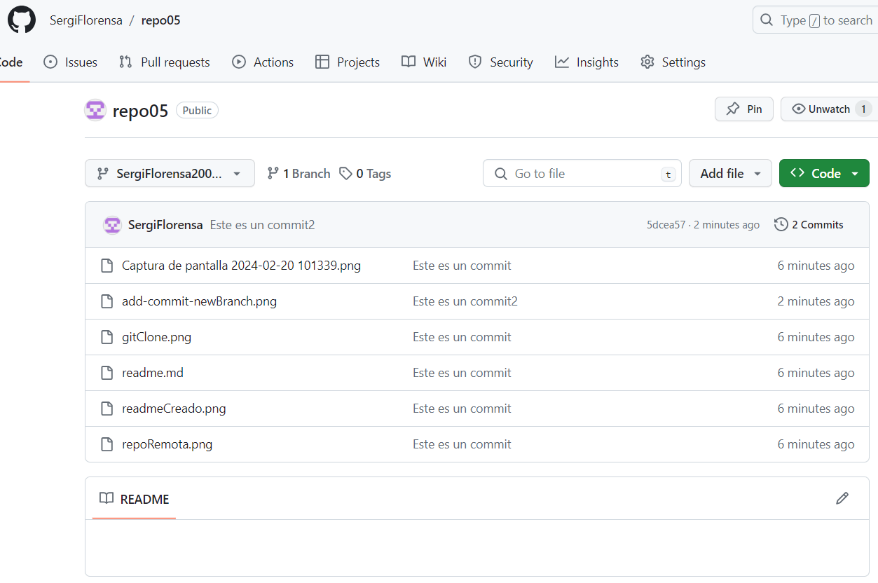 SergiFlorensa / repo05
Type / to search
Code Issues Pull requests Actions Projects Wiki Security Insights Settings
repo05 Public
Pin Unwatch 1
SergiFlorensa200... 1 Branch 0 Tags
Go to file t
Add file Code
SergiFlorensa Este es un commit2 5dcea57 · 2 minutes ago 2 Commits
Captura de pantalla 2024-02-20 101339.png Este es un commit 6 minutes ago
add-commit-newBranch.png Este es un commit2 2 minutes ago
gitClone.png Este es un commit 6 minutes ago
readme.md Este es un commit 6 minutes ago
readmeCreado.png Este es un commit 6 minutes ago
repoRemota.png Este es un commit 6 minutes ago
README